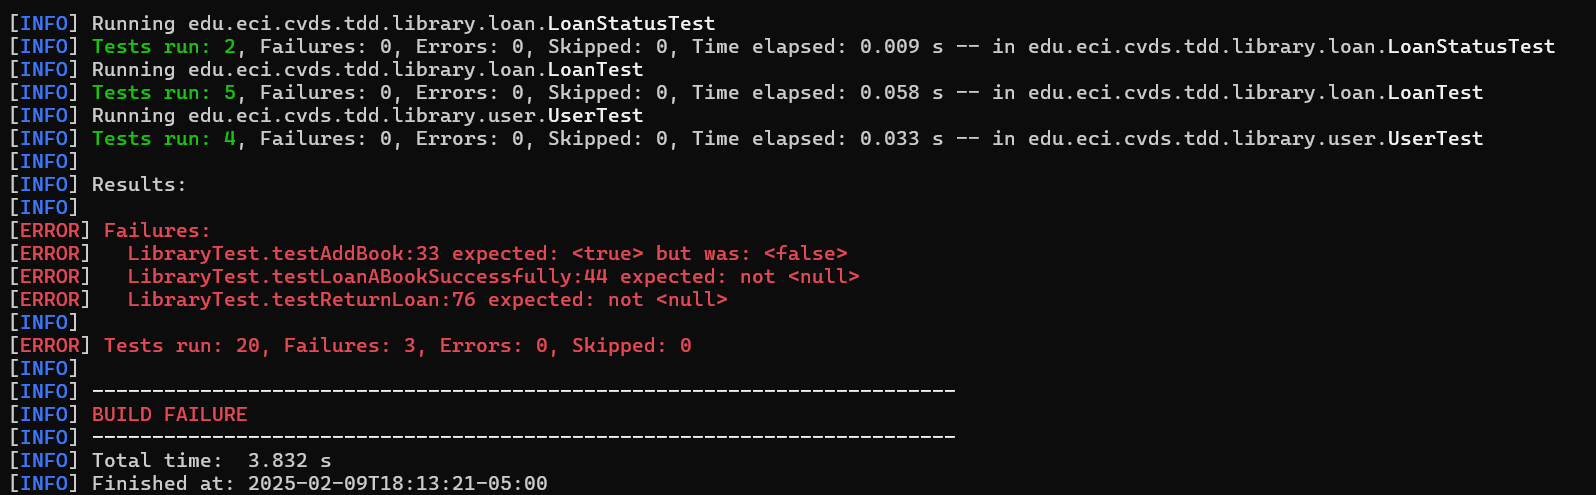 [INFO] Running edu.eci.cvds.tdd.library.loan.LoanStatusTest
[INFO] Tests run: 2, Failures: 0, Errors: 0, Skipped: 0, Time elapsed: 0.009 s -- in edu.eci.cvds.tdd.library.loan.LoanStatusTest
[INFO] Running edu.eci.cvds.tdd.library.loan.LoanTest
[INFO] Tests run: 5, Failures: 0, Errors: 0, Skipped: 0, Time elapsed: 0.058 s -- in edu.eci.cvds.tdd.library.loan.LoanTest
[INFO] Running edu.eci.cvds.tdd.library.user.UserTest
[INFO] Tests run: 4, Failures: 0, Errors: 0, Skipped: 0, Time elapsed: 0.033 s -- in edu.eci.cvds.tdd.library.user.UserTest
[INFO]
[INFO] Results:
[INFO]
[ERROR] Failures:
[ERROR]   LibraryTest.testAddBook:33 expected: <true> but was: <false>
[ERROR]   LibraryTest.testLoanABookSuccessfully:44 expected: not <null>
[ERROR]   LibraryTest.testReturnLoan:76 expected: not <null>
[INFO]
[ERROR] Tests run: 20, Failures: 3, Errors: 0, Skipped: 0
[INFO]
[INFO] ------------------------------------------------------------------------
[INFO] BUILD FAILURE
[INFO] ------------------------------------------------------------------------
[INFO] Total time:  3.832 s
[INFO] Finished at: 2025-02-09T18:13:21-05:00